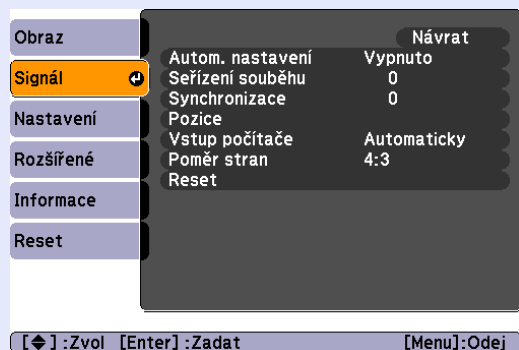 Obraz
Signál
Nastavení
Rozšířené
Informace
Reset
Návrat
Autom. nastavení Vypnuto
Seřízení souběhu 0
Synchronizace 0
Pozice
Vstup počítače Automaticky
Poměr stran 4:3
Reset
[◆]:Zvol [Enter]:Zadat [Menu]:Odej